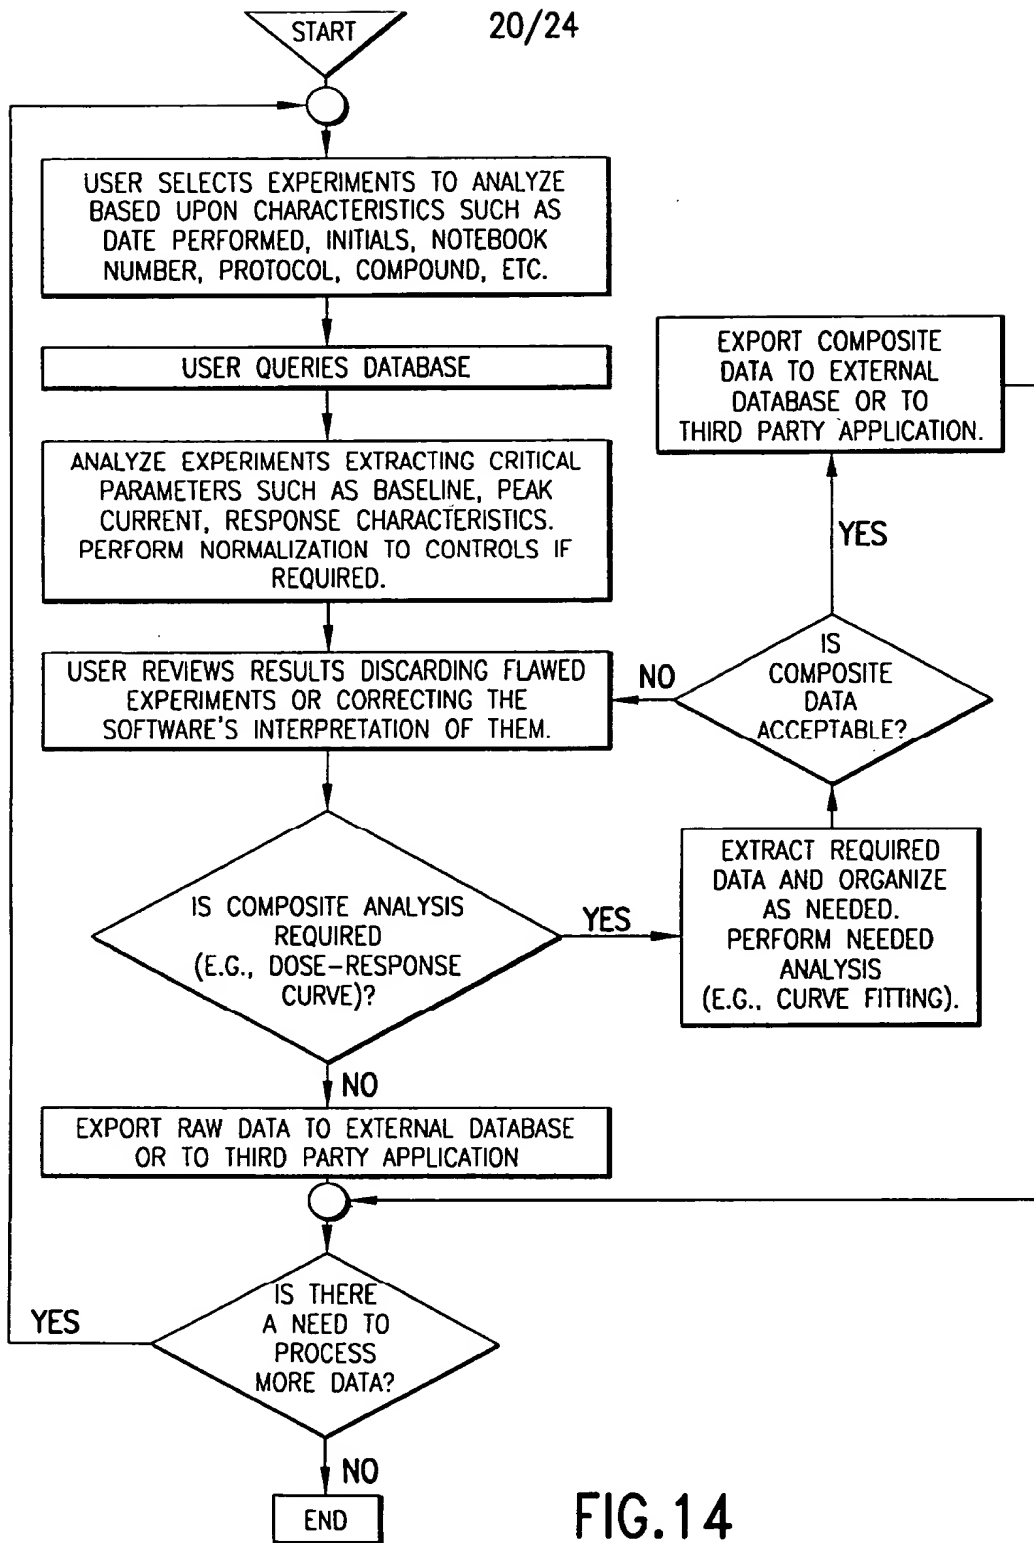 START
20/24
USER SELECTS EXPERIMENTS TO ANALYZE
BASED UPON CHARACTERISTICS SUCH AS
DATE PERFORMED, INITIALS, NOTEBOOK
NUMBER, PROTOCOL, COMPOUND, ETC.
USER QUERIES DATABASE
ANALYZE EXPERIMENTS EXTRACTING CRITICAL
PARAMETERS SUCH AS BASELINE, PEAK
CURRENT, RESPONSE CHARACTERISTICS.
PERFORM NORMALIZATION TO CONTROLS IF
REQUIRED.
USER REVIEWS RESULTS DISCARDING FLAWED
EXPERIMENTS OR CORRECTING THE
SOFTWARE'S INTERPRETATION OF THEM.
IS COMPOSITE ANALYSIS
REQUIRED
(E.G., DOSE-RESPONSE
CURVE)?
YES
EXTRACT REQUIRED
DATA AND ORGANIZE
AS NEEDED.
PERFORM NEEDED
ANALYSIS
(E.G., CURVE FITTING).
IS
COMPOSITE
DATA
ACCEPTABLE?
NO
YES
EXPORT COMPOSITE
DATA TO EXTERNAL
DATABASE OR TO
THIRD PARTY APPLICATION.
NO
EXPORT RAW DATA TO EXTERNAL DATABASE
OR TO THIRD PARTY APPLICATION
IS THERE
A NEED TO
PROCESS
MORE DATA?
YES
NO
END
FIG.14